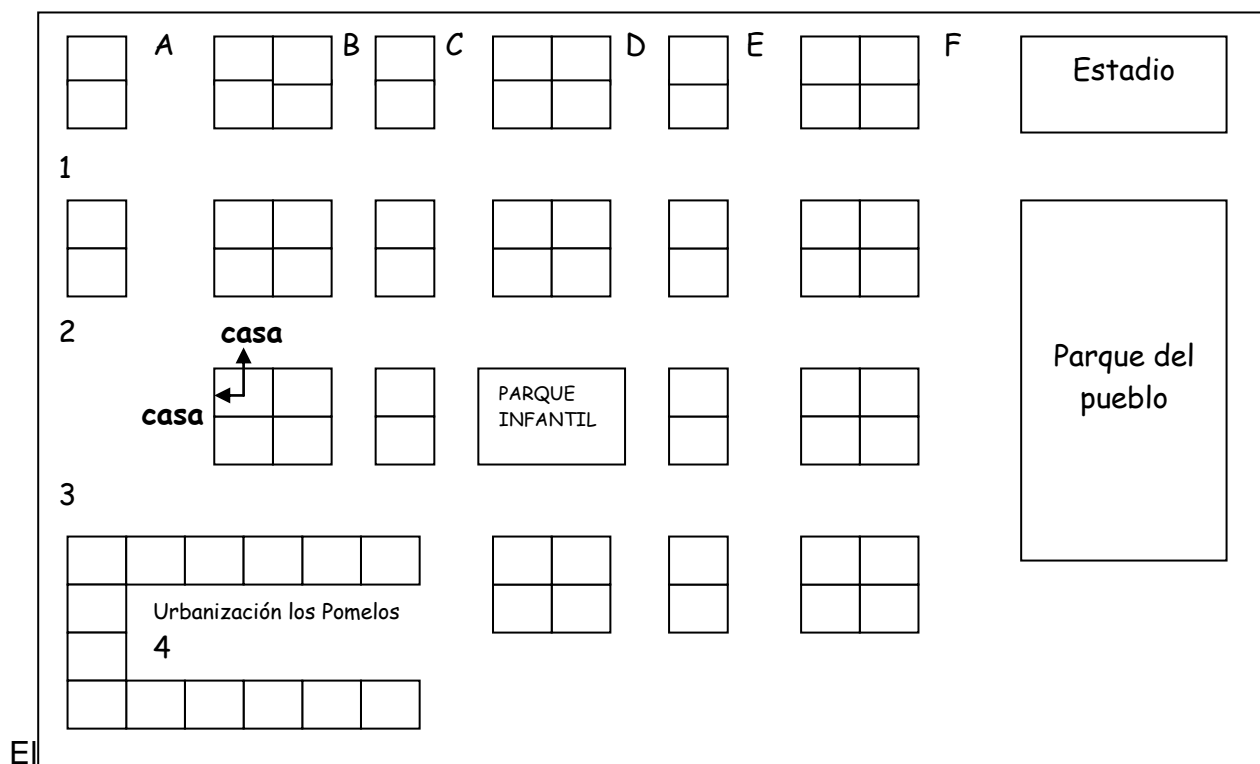 A B C D E F
Estadio
1
2
casa
Parque del
pueblo
PARQUE
INFANTIL
casa
3
Urbanización los Pomelos
4
El